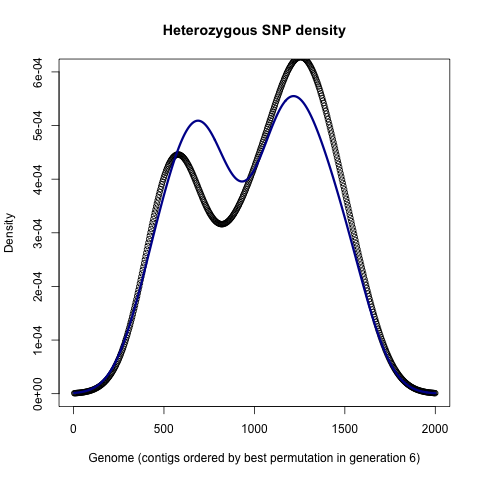 Heterozygous SNP density
6e-04
5e-04
4e-04
3e-04
2e-04
1e-04
0e+00
Density
0 500 1000 1500 2000
Genome (contigs ordered by best permutation in generation 6)